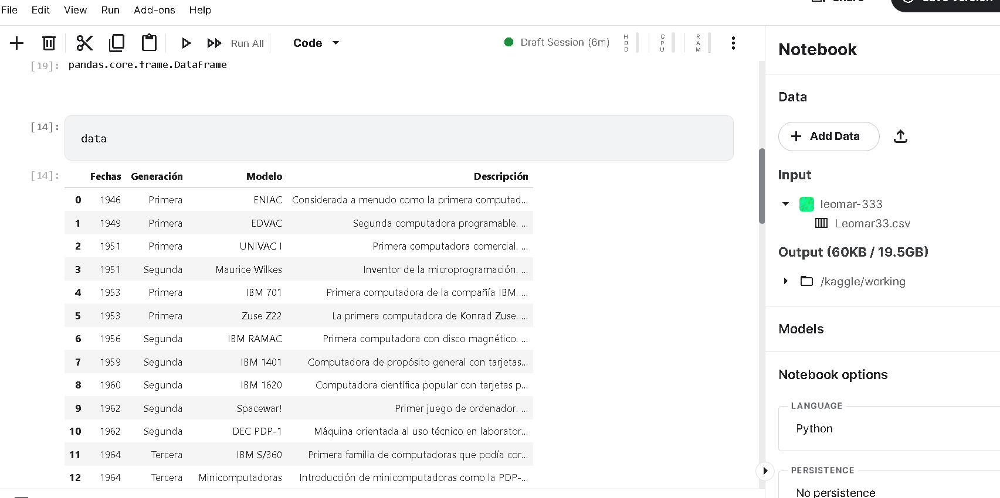 File Edit View Run Add-ons Help
Run All Code Draft Session (6m) HDD CPU RAM
[19]: pandas.core.frame.DataFrame
[14]: data
[14]: Fechas Generación Modelo Descripción
0 1946 Primera ENIAC Considerada a menudo como la primera computad...
1 1949 Primera EDVAC Segunda computadora programable. ...
2 1951 Primera UNIVAC I Primera computadora comercial. ...
3 1951 Segunda Maurice Wilkes Inventor de la microprogramación. ...
4 1953 Primera IBM 701 Primera computadora de la compañía IBM. ...
5 1953 Primera Zuse Z22 La primera computadora de Konrad Zuse. ...
6 1956 Segunda IBM RAMAC Primera computadora con disco magnético. ...
7 1959 Segunda IBM 1401 Computadora de propósito general con tarjetas...
8 1960 Segunda IBM 1620 Computadora científica popular con tarjetas p...
9 1962 Segunda Spacewar! Primer juego de ordenador. ...
10 1962 Segunda DEC PDP-1 Máquina orientada al uso técnico en laborator...
11 1964 Tercera IBM S/360 Primera familia de computadoras que podía cor...
12 1964 Tercera Minicomputadoras Introducción de minicomputadoras como la PDP-...
Notebook
Data
Add Data
Input
leomar-333
Leomar33.csv
Output (60KB / 19.5GB)
/kaggle/working
Models
Notebook options
LANGUAGE
Python
PERSISTENCE
No persistence